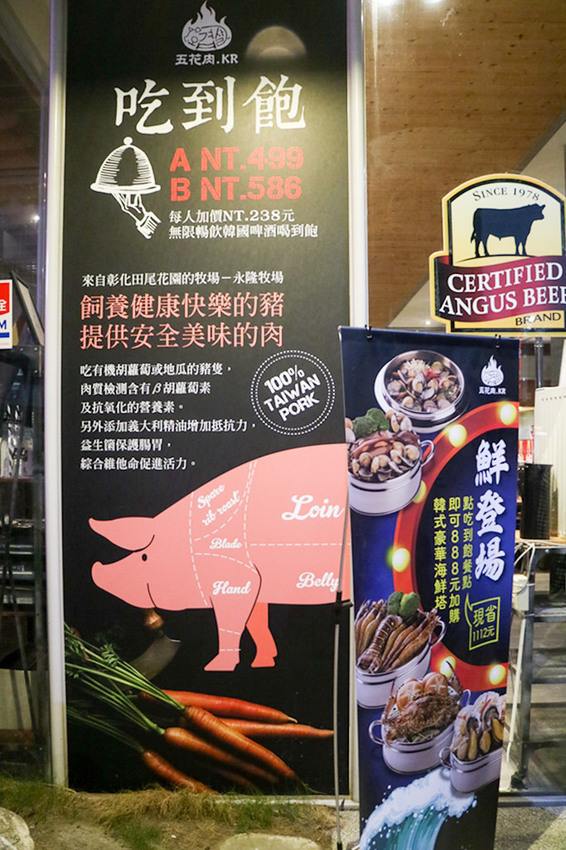 五花肉.KR
吃到飽
A NT.499
B NT.586
每人加價NT.238元
無限暢飲韓國啤酒喝到飽
來自彰化田尾花園的牧場－永隆牧場
飼養健康快樂的豬
提供安全美味的肉
吃有機胡蘿蔔或地瓜的豬隻，
肉質檢測含有β胡蘿蔔素
及抗氧化的營養素。
另外添加義大利精油增加抵抗力，
益生菌保護腸胃，
綜合維他命促進活力。
100%
TAIWAN
PORK
Spare
rib roast
Loin
Blade
Hand
Belly
SINCE 1978
CERTIFIED
ANGUS BEEF
BRAND
五花肉.KR
鮮登場
點吃到飽餐點
即可888元加購
韓式豪華海鮮塔
現省
1112元